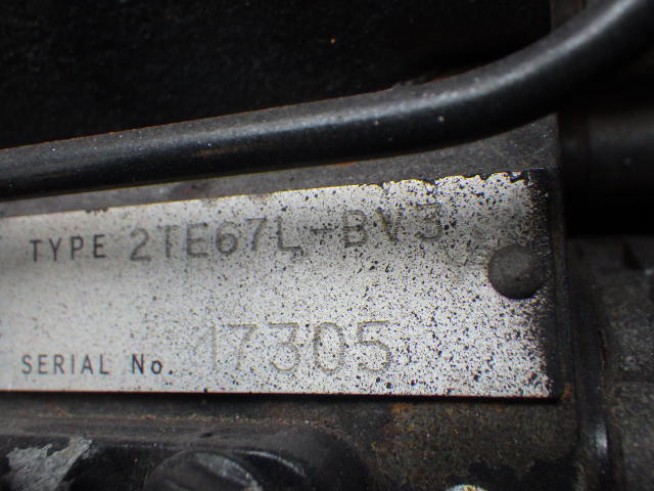 TYPE 2TE67L-BV3
SERIAL No. 17305